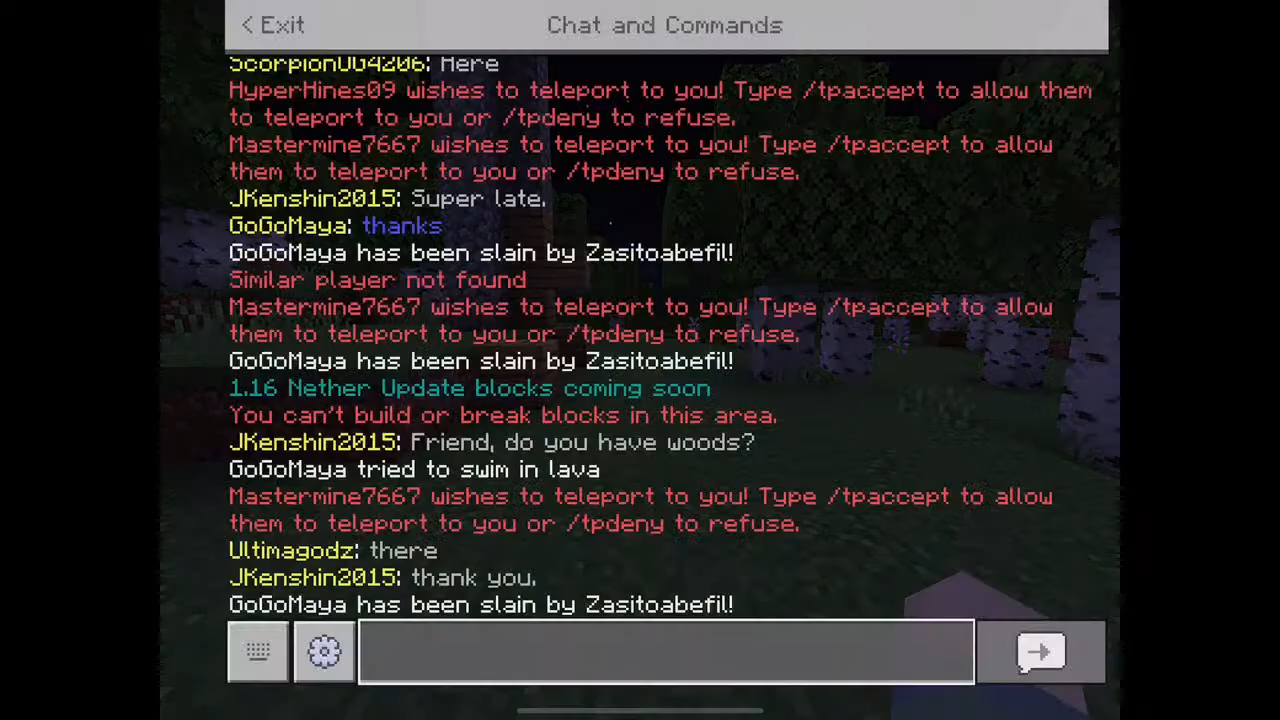 Exit
Chat and Commands
ScorpionUG4206: Here
HyperHines09 wishes to teleport to you! Type /tpaccept to allow them
to teleport to you or /tpdeny to refuse.
Mastermine7667 wishes to teleport to you! Type /tpaccept to allow
them to teleport to you or /tpdeny to refuse.
JKenshin2015: Super late.
GoGoMaya: thanks
GoGoMaya has been slain by Zasitoabefil!
Similar player not found
Mastermine7667 wishes to teleport to you! Type /tpaccept to allow
them to teleport to you or /tpdeny to refuse.
GoGoMaya has been slain by Zasitoabefil!
1.16 Nether Update blocks coming soon
You can't build or break blocks in this area.
JKenshin2015: Friend, do you have woods?
GoGoMaya tried to swim in lava
Mastermine7667 wishes to teleport to you! Type /tpaccept to allow
them to teleport to you or /tpdeny to refuse.
Ultimagodz: there
JKenshin2015: thank you.
GoGoMaya has been slain by Zasitoabefil!